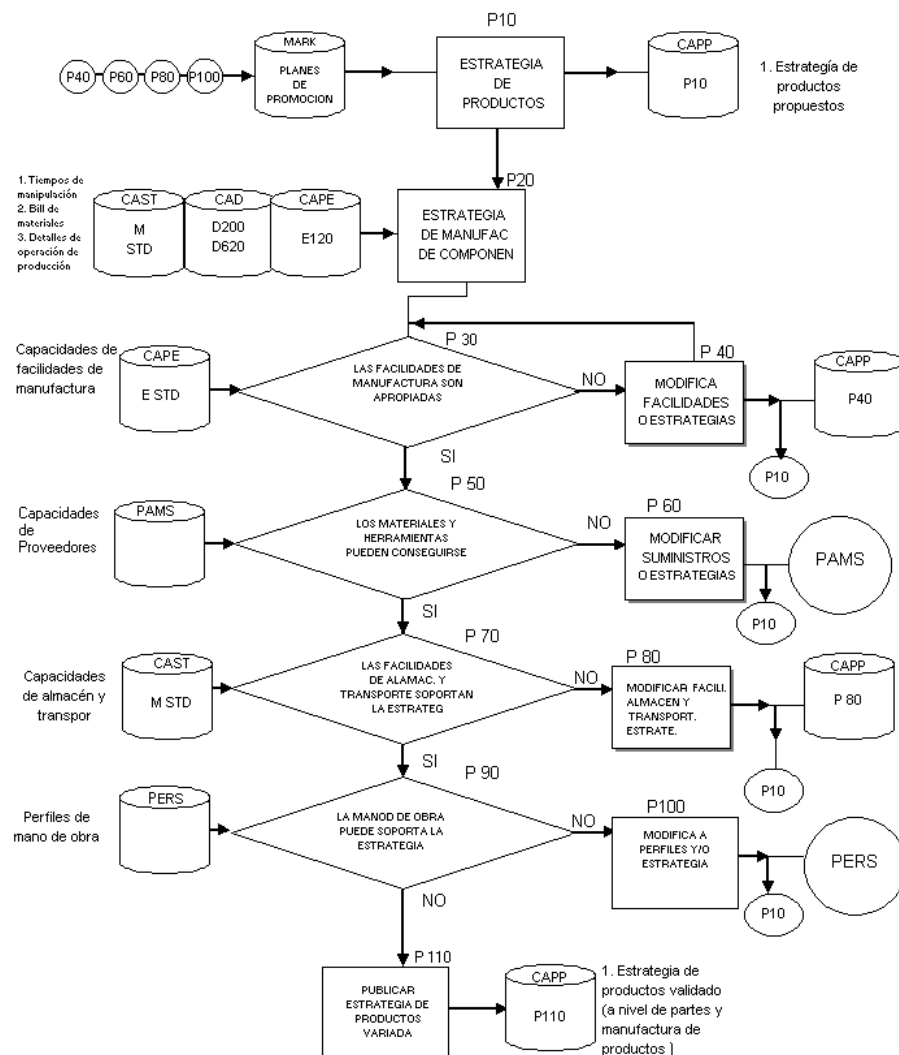 P10
MARK
PLANES
DE
PROMOCION
P40
P60
P80
P100
ESTRATEGIA
DE
PRODUCTOS
CAPP
P10
1. Estrategía de
productos
propuestos
P20
1. Tiempos de
manipulación
2. Bill de
materiales
3. Detalles de
operación de
producción
CAST
M
STD
CAD
D200
D620
CAPE
E120
ESTRATEGIA
DE MANUFAC
DE COMPONEN
P 30
Capacidades de
facilidades de
manufactura
CAPE
E STD
LAS FACILIDADES DE
MANUFACTURA SON
APROPIADAS
NO
P 40
MODIFICA
FACILIDADES
O ESTRATEGIAS
CAPP
P40
P10
SI
P 50
Capacidades
de
Proveedores
PAMS
LOS MATERIALES Y
HERRAMIENTAS
PUEDEN CONSEGUIRSE
NO
P 60
MODIFICAR
SUMINISTROS
O ESTRATEGIAS
PAMS
P10
SI
P 70
Capacidades
de almacén y
transpor
CAST
M STD
LAS FACILIDADES
DE ALAMAC. Y
TRANSPORTE SOPORTAN
LA ESTRATEG
NO
P 80
MODIFICAR FACILI.
ALMACEN Y
TRANSPORT.
ESTRATE.
CAPP
P 80
P10
SI
P 90
Perfiles de
mano de obra
PERS
LA MANOD DE OBRA
PUEDE SOPORTA LA
ESTRATEGIA
NO
P100
MODIFICA A
PERFILES Y/O
ESTRATEGIA
PERS
P10
NO
P 110
PUBLICAR
ESTRATEGIA DE
PRODUCTOS
VARIADA
CAPP
P110
1. Estrategia de
productos validado
(a nivel de partes y
manufactura de
productos )